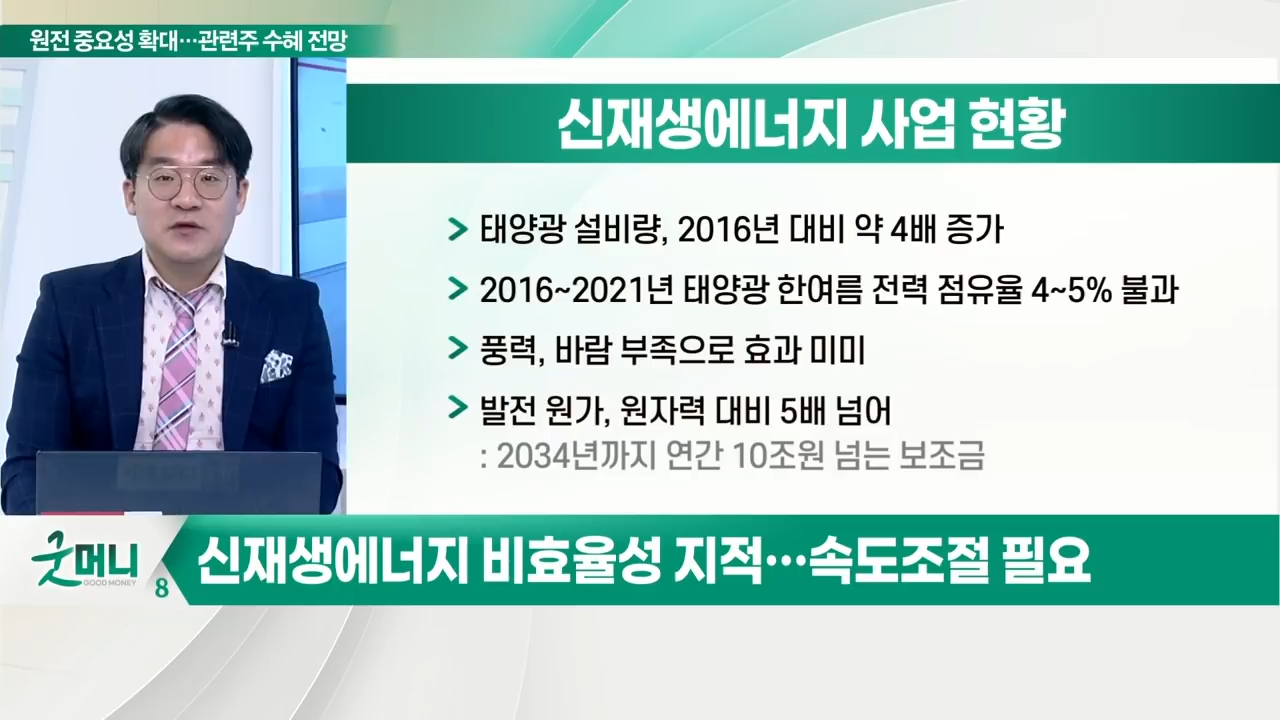 원전 중요성 확대…관련주 수혜 전망
신재생에너지 사업 현황
> 태양광 설비량, 2016년 대비 약 4배 증가
> 2016~2021년 태양광 한여름 전력 점유율 4~5% 불과
> 풍력, 바람 부족으로 효과 미미
> 발전 원가, 원자력 대비 5배 넘어
: 2034년까지 연간 10조원 넘는 보조금
굿머니
GOOD MONEY
8
신재생에너지 비효율성 지적…속도조절 필요